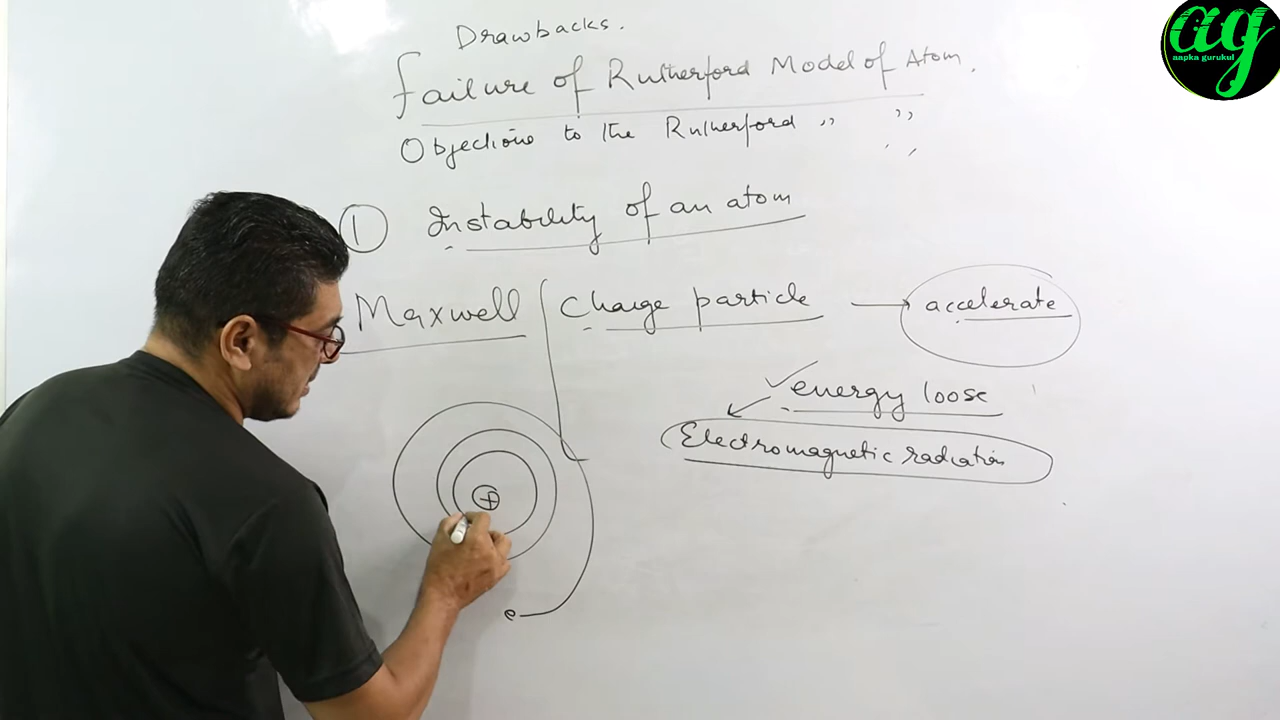 ag
aapka gurukul
Drawbacks.
failure of Rutherford Model of Atom.
Objections to the Rutherford ,, ,,
① Instability of an atom
Maxwell charge particle → accelerate
✓ energy loose
Electromagnetic radiation
+
e